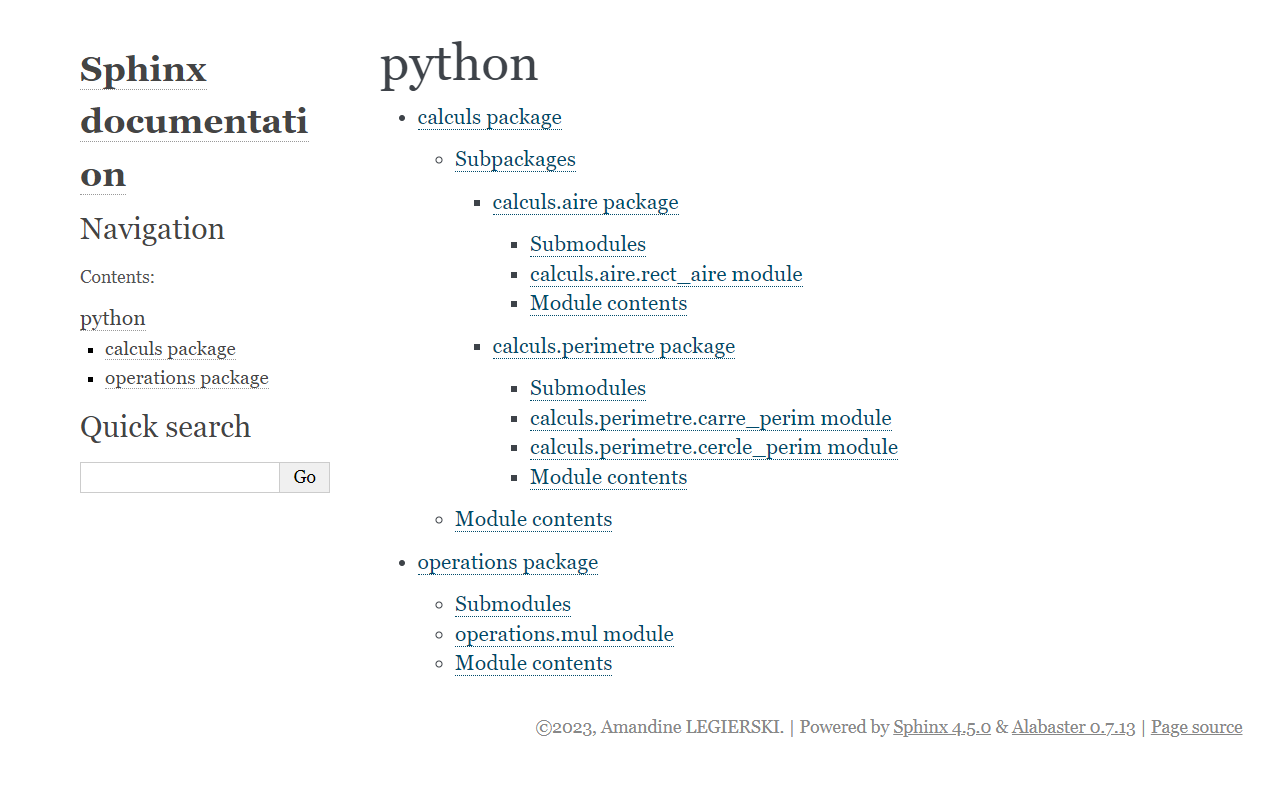 Sphinx
documentati
on
Navigation
Contents:
python
calculs package
operations package
Quick search
Go
python
calculs package
Subpackages
calculs.aire package
Submodules
calculs.aire.rect_aire module
Module contents
calculs.perimetre package
Submodules
calculs.perimetre.carre_perim module
calculs.perimetre.cercle_perim module
Module contents
Module contents
operations package
Submodules
operations.mul module
Module contents
©2023, Amandine LEGIERSKI. | Powered by Sphinx 4.5.0 & Alabaster 0.7.13 | Page source